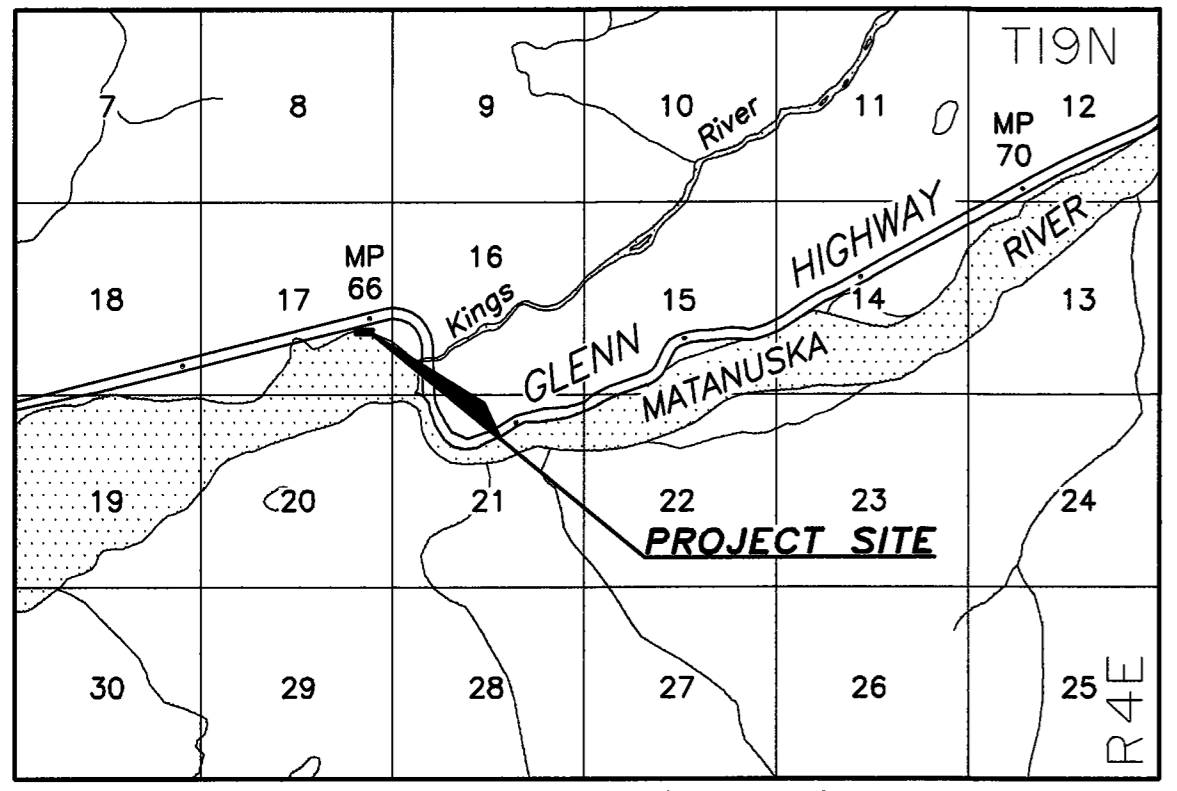 T19N
7
8
9
10
11
12
River
MP
70
HIGHWAY
RIVER
MP
66
16
Kings
18
17
15
14
13
GLENN
MATANUSKA
19
20
21
22
23
24
PROJECT SITE
30
29
28
27
26
25
R4E